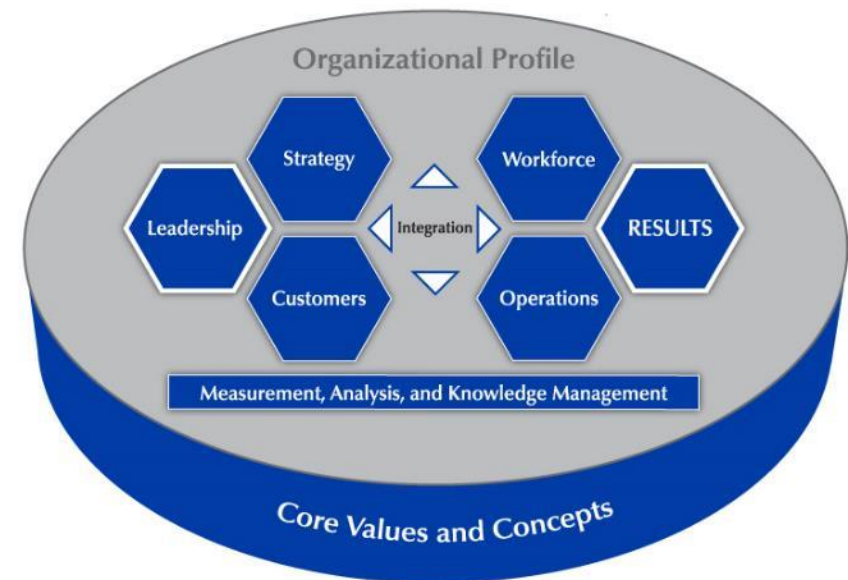 Organizational Profile
Strategy
Workforce
Leadership
Integration
RESULTS
Customers
Operations
Measurement, Analysis, and Knowledge Management
Core Values and Concepts